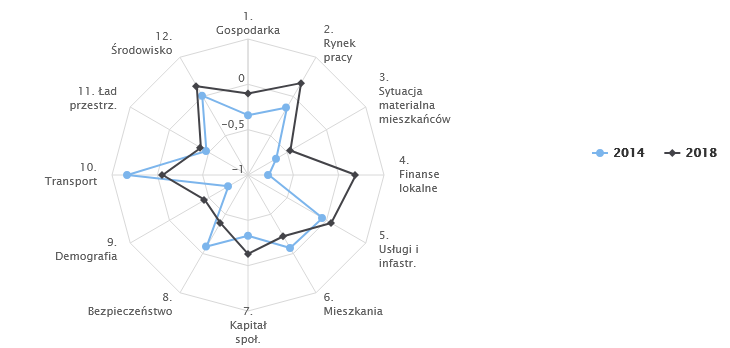 1.
Gospodarka
2.
Rynek
pracy
3.
Sytuacja
materialna
mieszkańców
4.
Finanse
lokalne
5.
Usługi i
infastr.
6.
Mieszkania
7.
Kapitał
społ.
8.
Bezpieczeństwo
9.
Demografia
10.
Transport
11. Ład
przestrz.
12.
Środowisko
0
−0,5
−1
2014
2018